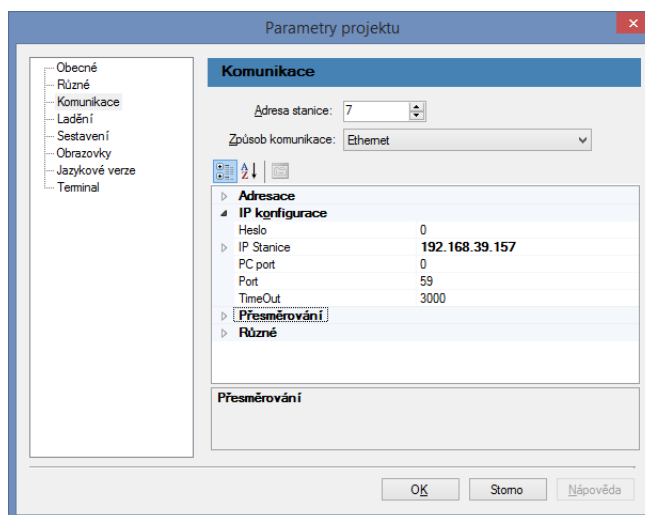 Parametry projektu
Obecné
Různé
Komunikace
Ladění
Sestavení
Obrazovky
Jazykové verze
Terminal
Komunikace
Adresa stanice: 7
Způsob komunikace: Ethernet
Adresace
IP konfigurace
Heslo 0
IP Stanice 192.168.39.157
PC port 0
Port 59
TimeOut 3000
Přesměrování
Různé
Přesměrování
OK Storno Nápověda